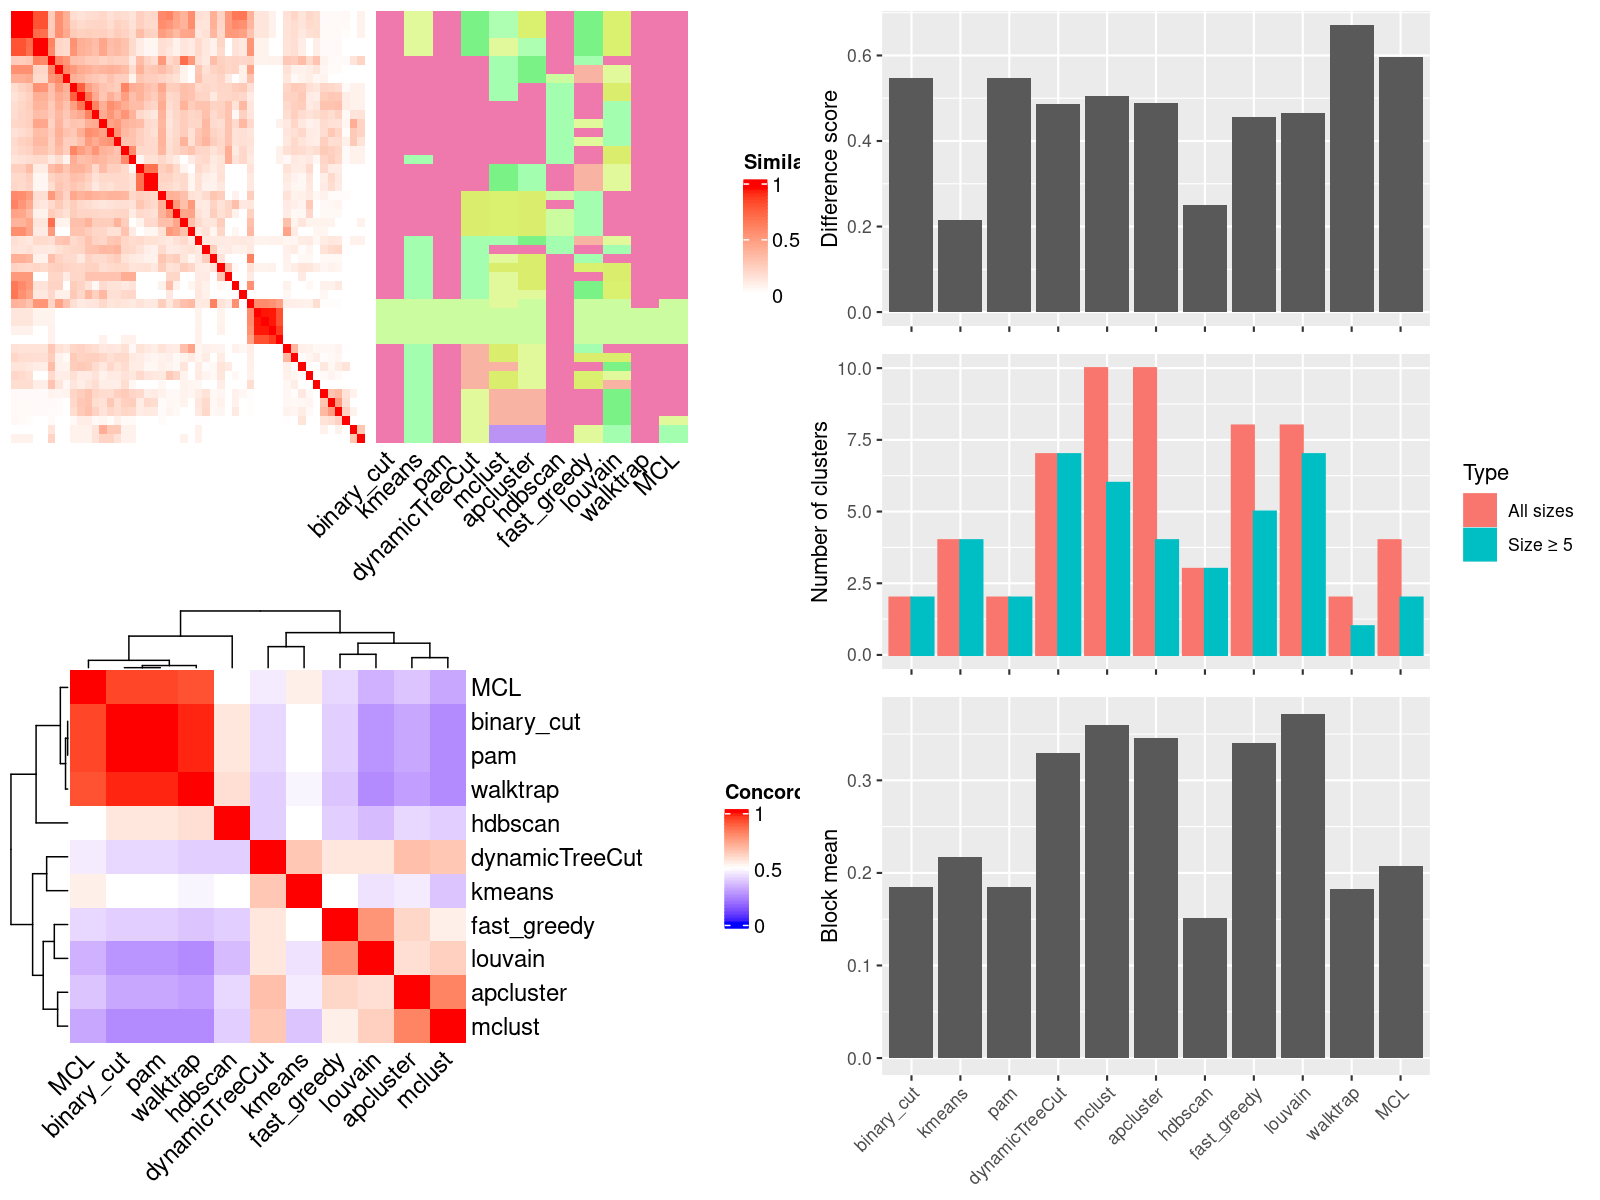 Simila
1
0.5
0
binary_cut
kmeans
pam
dynamicTreeCut
mclust
apcluster
hdbscan
fast_greedy
louvain
walktrap
MCL
Difference score
0.6
0.4
0.2
0.0
Number of clusters
10.0
7.5
5.0
2.5
0.0
Type
All sizes
Size ≥ 5
MCL
binary_cut
pam
walktrap
hdbscan
dynamicTreeCut
kmeans
fast_greedy
louvain
apcluster
mclust
MCL
binary_cut
pam
walktrap
hdbscan
dynamicTreeCut
kmeans
fast_greedy
louvain
apcluster
mclust
Concord
1
0.5
0
Block mean
0.3
0.2
0.1
0.0
binary_cut
kmeans
pam
dynamicTreeCut
mclust
apcluster
hdbscan
fast_greedy
louvain
walktrap
MCL